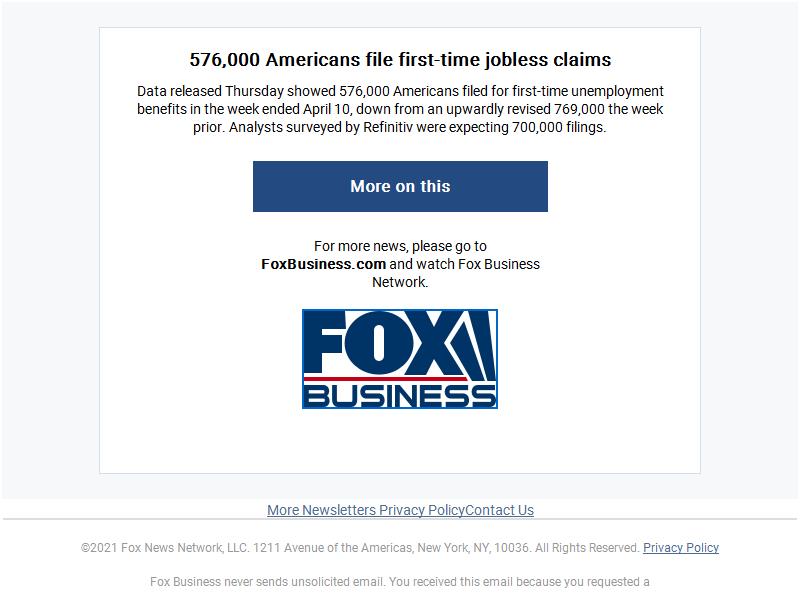 576,000 Americans file first-time jobless claims
Data released Thursday showed 576,000 Americans filed for first-time unemployment
benefits in the week ended April 10, down from an upwardly revised 769,000 the week
prior. Analysts surveyed by Refinitiv were expecting 700,000 filings.
More on this
For more news, please go to
FoxBusiness.com and watch Fox Business
Network.
FOX
BUSINESS
More Newsletters Privacy PolicyContact Us
©2021 Fox News Network, LLC. 1211 Avenue of the Americas, New York, NY, 10036. All Rights Reserved. Privacy Policy
Fox Business never sends unsolicited email. You received this email because you requested a